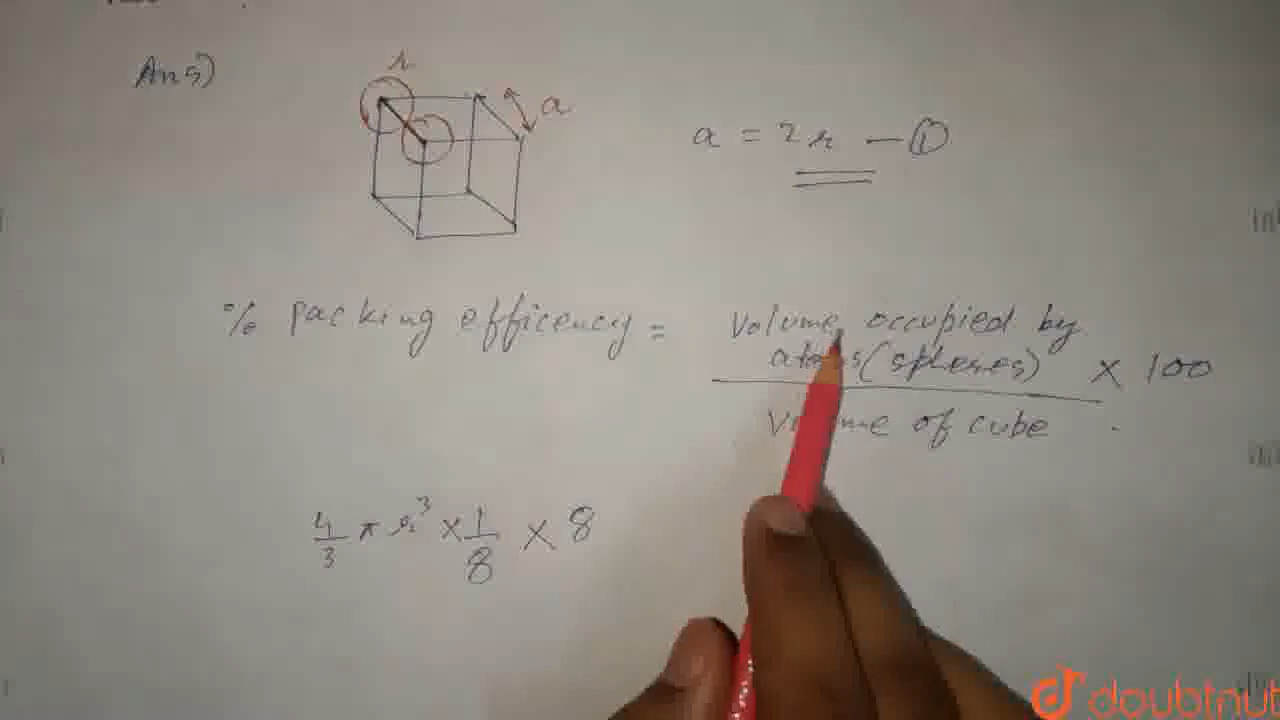 Ans)
r
a
a = 2r — ①
% Packing efficency = volume occupied by
atoms (spheres) × 100
Volume of cube
4/3 π r³ × 1/8 × 8
doubtnut